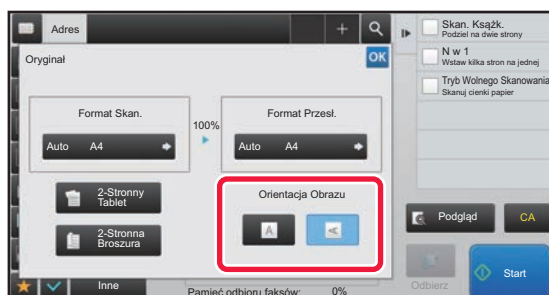 Adres
Oryginał
OK
Format Skan.
100%
Format Przesł.
Auto A4
Auto A4
2-Stronny
Tablet
2-Stronna
Broszura
Orientacja Obrazu
A
A
Inne
Pamięć odbioru faksów: 0%
Skan. Książk.
Podziel na dwie strony
N w 1
Wstaw kilka stron na jednej
Tryb Wolnego Skanowania
Skanuj cienki papier
Podgląd
CA
Odbierz
Start